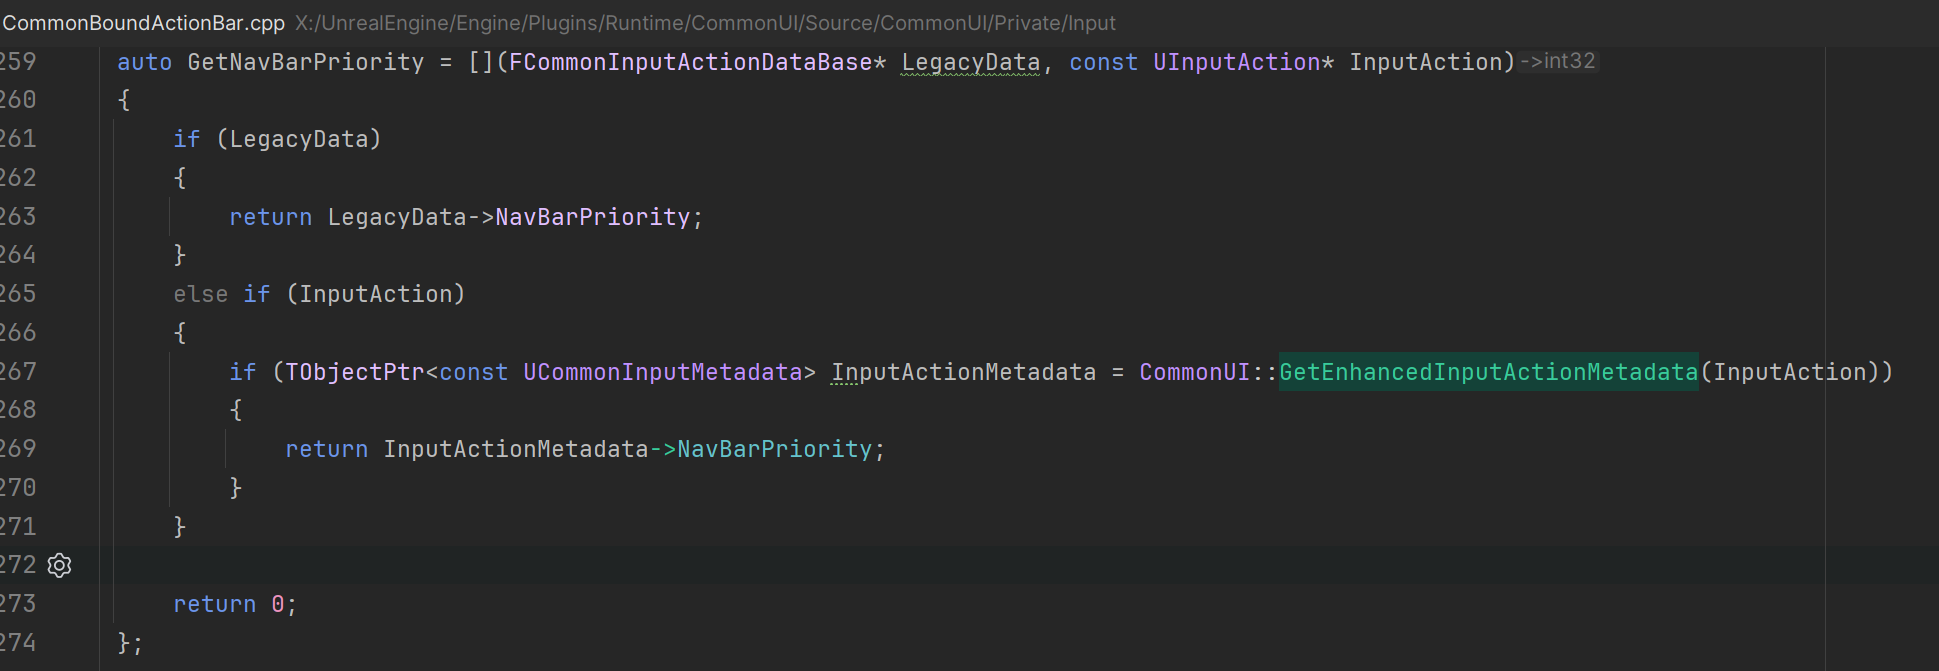 CommonBoundActionBar.cpp X:/UnrealEngine/Engine/Plugins/Runtime/CommonUI/Source/CommonUI/Private/Input
259 auto GetNavBarPriority = [](FCommonInputActionDataBase* LegacyData, const UInputAction* InputAction)->int32
260 {
261 if (LegacyData)
262 {
263 return LegacyData->NavBarPriority;
264 }
265 else if (InputAction)
266 {
267 if (TObjectPtr<const UCommonInputMetadata> InputActionMetadata = CommonUI::GetEnhancedInputActionMetadata(InputAction))
268 {
269 return InputActionMetadata->NavBarPriority;
270 }
271 }
272
273 return 0;
274 };